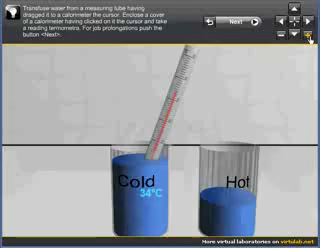 Transfuse water from a measuring tube having
dragged it to a calorimeter the cursor. Enclose a cover
of a calorimeter having clicked on it the cursor and take
a reading termometra. For job prolongations push the
button <Next>.
Next
Cold
34°C
Hot
More virtual laboratories on virtulab.net